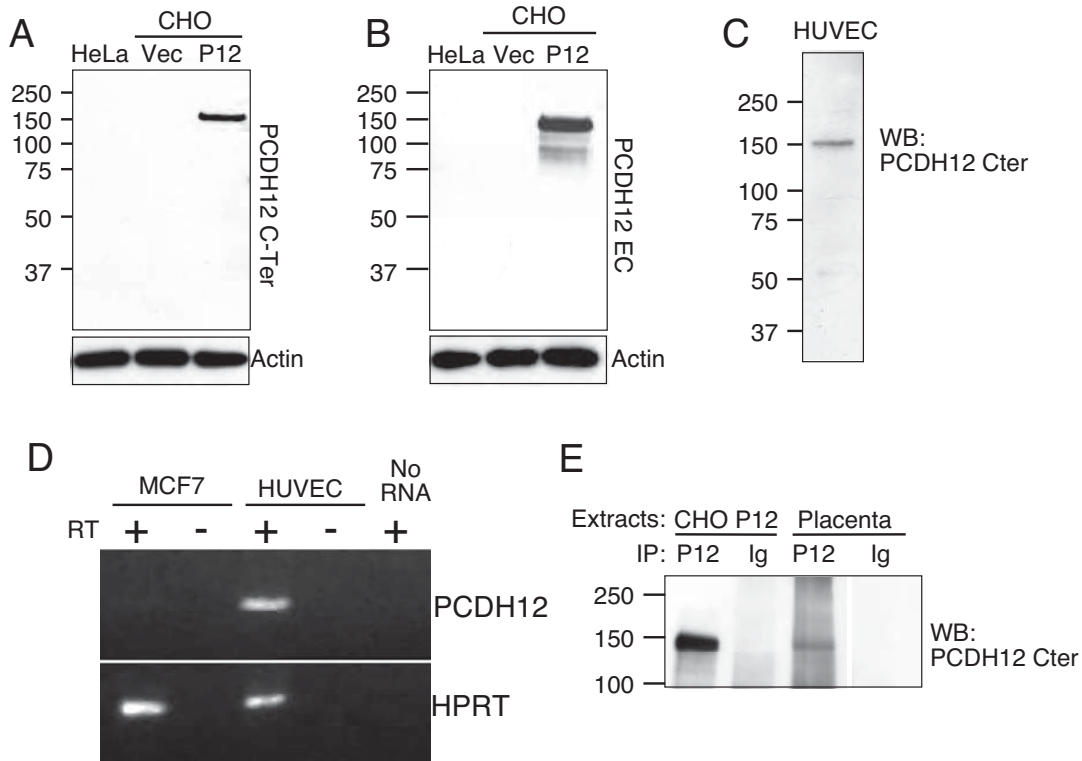 A
CHO
HeLa Vec P12
250
150
100
75
50
37
PCDH12 C-Ter
Actin
B
CHO
HeLa Vec P12
250
150
100
75
50
37
PCDH12 EC
Actin
C
HUVEC
250
150
100
75
50
37
WB:
PCDH12 Cter
D
MCF7 HUVEC No RNA
RT + - + - +
PCDH12
HPRT
E
Extracts: CHO P12 Placenta
IP: P12 Ig P12 Ig
250
150
100
WB:
PCDH12 Cter